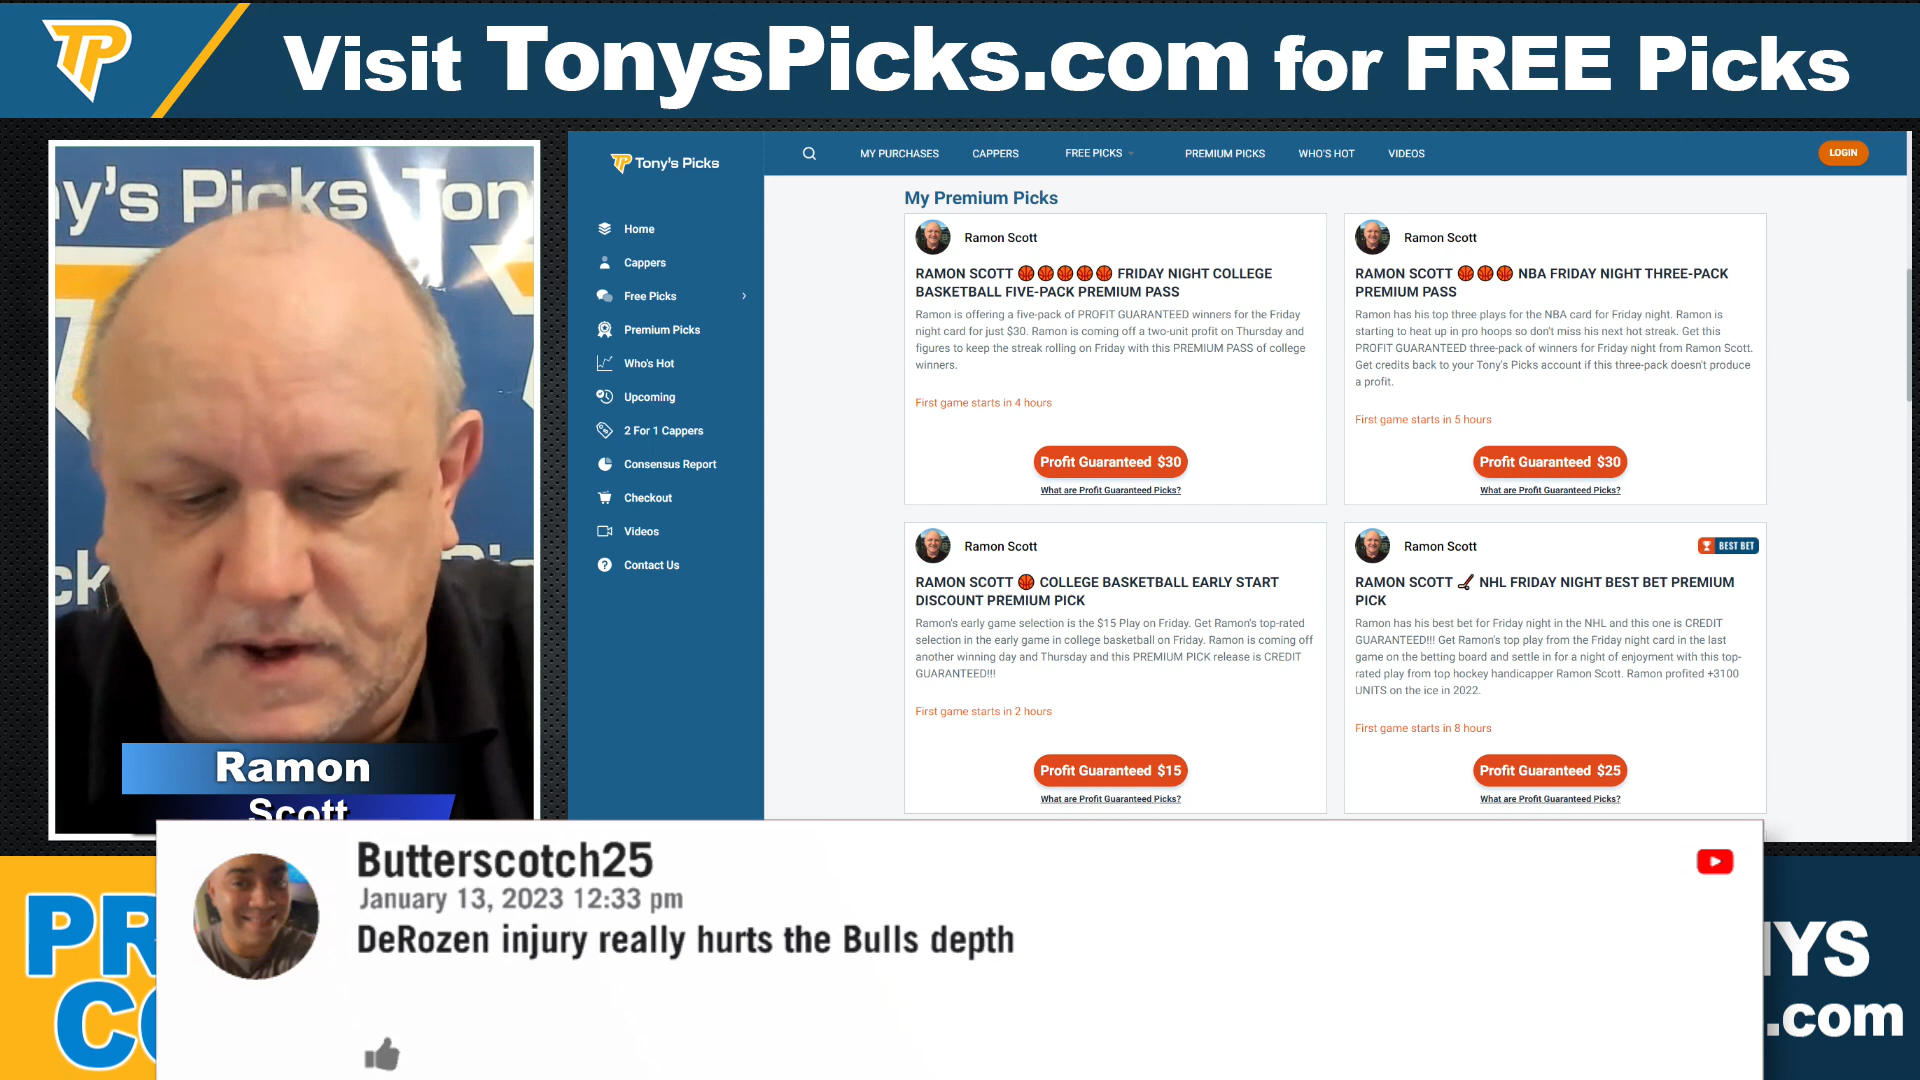 TP
Visit TonysPicks.com for FREE Picks
y's Picks Ton
ck
Ramon
Scott
TP Tony's Picks
MY PURCHASES
CAPPERS
FREE PICKS
PREMIUM PICKS
WHO'S HOT
VIDEOS
LOGIN
Home
Cappers
Free Picks
Premium Picks
Who's Hot
Upcoming
2 For 1 Cappers
Consensus Report
Checkout
Videos
Contact Us
My Premium Picks
Ramon Scott
RAMON SCOTT 🏀🏀🏀🏀🏀 FRIDAY NIGHT COLLEGE
BASKETBALL FIVE-PACK PREMIUM PASS
Ramon is offering a five-pack of PROFIT GUARANTEED winners for the Friday
night card for just $30. Ramon is coming off a two-unit profit on Thursday and
figures to keep the streak rolling on Friday with this PREMIUM PASS of college
winners.
First game starts in 4 hours
Profit Guaranteed $30
What are Profit Guaranteed Picks?
Ramon Scott
RAMON SCOTT 🏀🏀🏀 NBA FRIDAY NIGHT THREE-PACK
PREMIUM PASS
Ramon has his top three plays for the NBA card for Friday night. Ramon is
starting to heat up in pro hoops so don't miss his next hot streak. Get this
PROFIT GUARANTEED three-pack of winners for Friday night from Ramon Scott.
Get credits back to your Tony's Picks account if this three-pack doesn't produce
a profit.
First game starts in 5 hours
Profit Guaranteed $30
What are Profit Guaranteed Picks?
Ramon Scott
RAMON SCOTT 🏀 COLLEGE BASKETBALL EARLY START
DISCOUNT PREMIUM PICK
Ramon's early game selection is the $15 Play on Friday. Get Ramon's top-rated
selection in the early game in college basketball on Friday. Ramon is coming off
another winning day and Thursday and this PREMIUM PICK release is CREDIT
GUARANTEED!!!
First game starts in 2 hours
Profit Guaranteed $15
What are Profit Guaranteed Picks?
Ramon Scott
BEST BET
RAMON SCOTT 🏒 NHL FRIDAY NIGHT BEST BET PREMIUM
PICK
Ramon has his best bet for Friday night in the NHL and this one is CREDIT
GUARANTEED!!! Get Ramon's top play from the Friday night card in the last
game on the betting board and settle in for a night of enjoyment with this top-
rated play from top hockey handicapper Ramon Scott. Ramon profited +3100
UNITS on the ice in 2022.
First game starts in 8 hours
Profit Guaranteed $25
What are Profit Guaranteed Picks?
Butterscotch25
January 13, 2023 12:33 pm
DeRozen injury really hurts the Bulls depth
PR
CO
NYS
.com